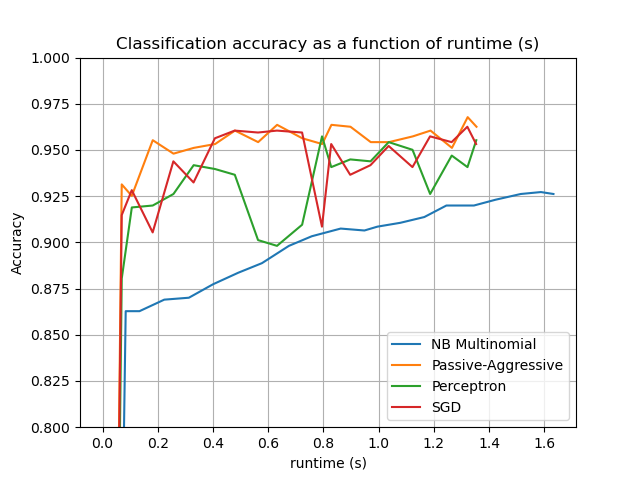 Classification accuracy as a function of runtime (s)
1.000
0.975
0.950
0.925
0.900
0.875
0.850
0.825
0.800
Accuracy
NB Multinomial
Passive-Aggressive
Perceptron
SGD
0.0 0.2 0.4 0.6 0.8 1.0 1.2 1.4 1.6
runtime (s)